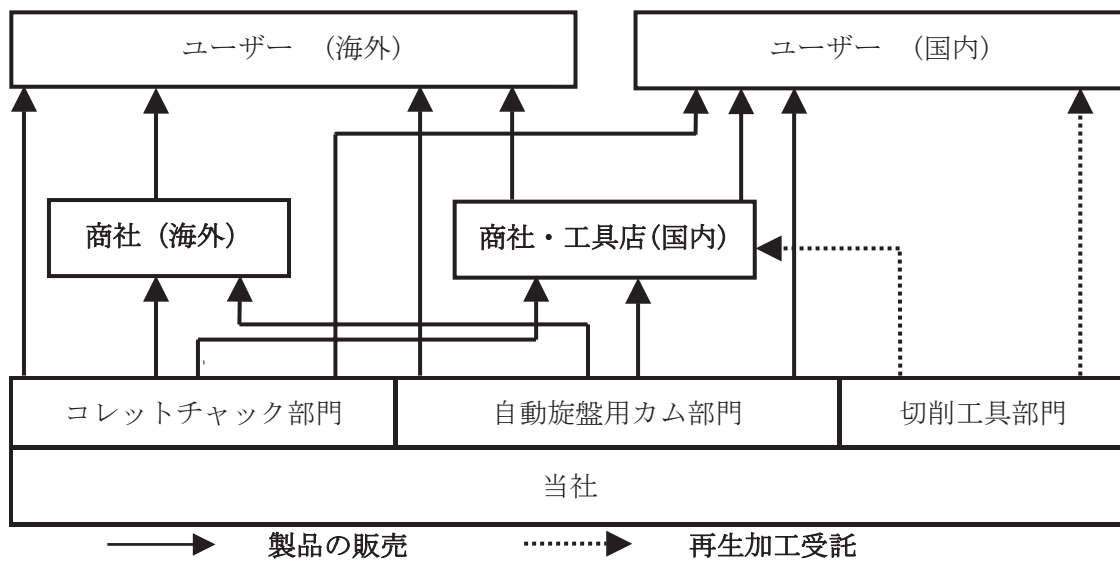 ユーザー （海外）
ユーザー （国内）
商社（海外）
商社・工具店(国内)
コレットチャック部門
自動旋盤用カム部門
切削工具部門
当社
製品の販売
再生加工受託